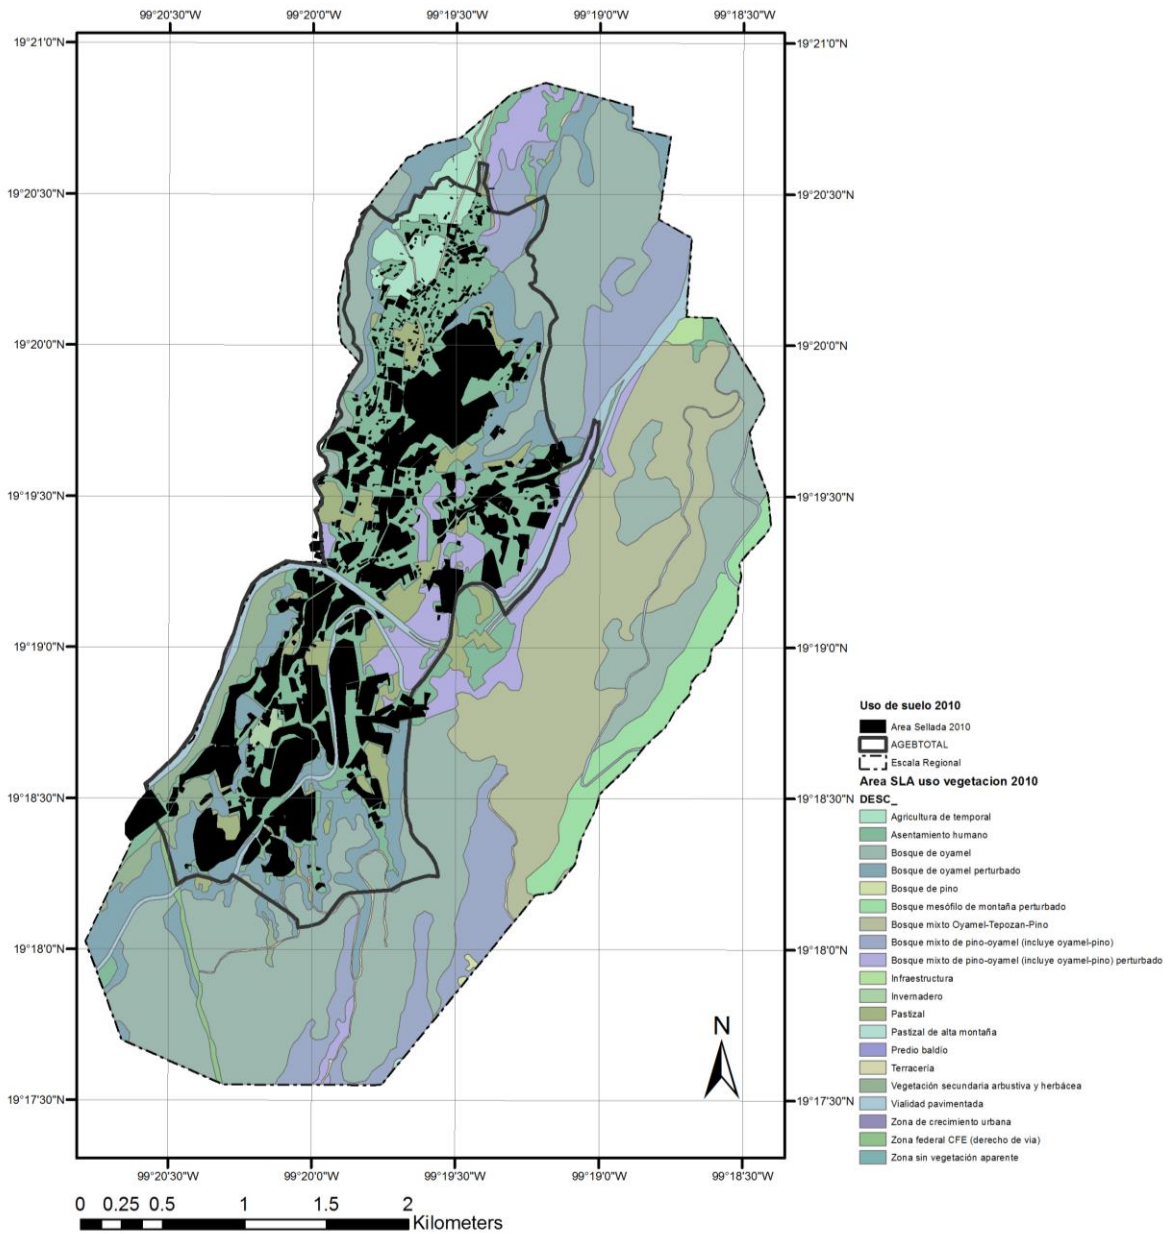 99°20'30"W 99°20'0"W 99°19'30"W 99°19'0"W 99°18'30"W
19°21'0"N 19°21'0"N
19°20'30"N 19°20'30"N
19°20'0"N 19°20'0"N
19°19'30"N 19°19'30"N
19°19'0"N 19°19'0"N
Uso de suelo 2010
Area Sellada 2010
AGEBTOTAL
Escala Regional
Area SLA uso vegetacion 2010
19°18'30"N 19°18'30"N
DESC_
Agricultura de temporal
Asentamiento humano
Bosque de oyamel
Bosque de oyamel perturbado
Bosque de pino
Bosque mesófilo de montaña perturbado
Bosque mixto Oyamel-Tepozan-Pino
Bosque mixto de pino-oyamel (incluye oyamel-pino)
19°18'0"N 19°18'0"N
Bosque mixto de pino-oyamel (incluye oyamel-pino) perturbado
Infraestructura
Invernadero
Pastizal
Pastizal de alta montaña
Predio baldío
Terracería
Vegetación secundaria arbustiva y herbácea
19°17'30"N 19°17'30"N
Vialidad pavimentada
Zona de crecimiento urbana
Zona federal CFE (derecho de via)
Zona sin vegetación aparente
N
99°20'30"W 99°20'0"W 99°19'30"W 99°19'0"W 99°18'30"W
0 0.25 0.5 1 1.5 2
Kilometers